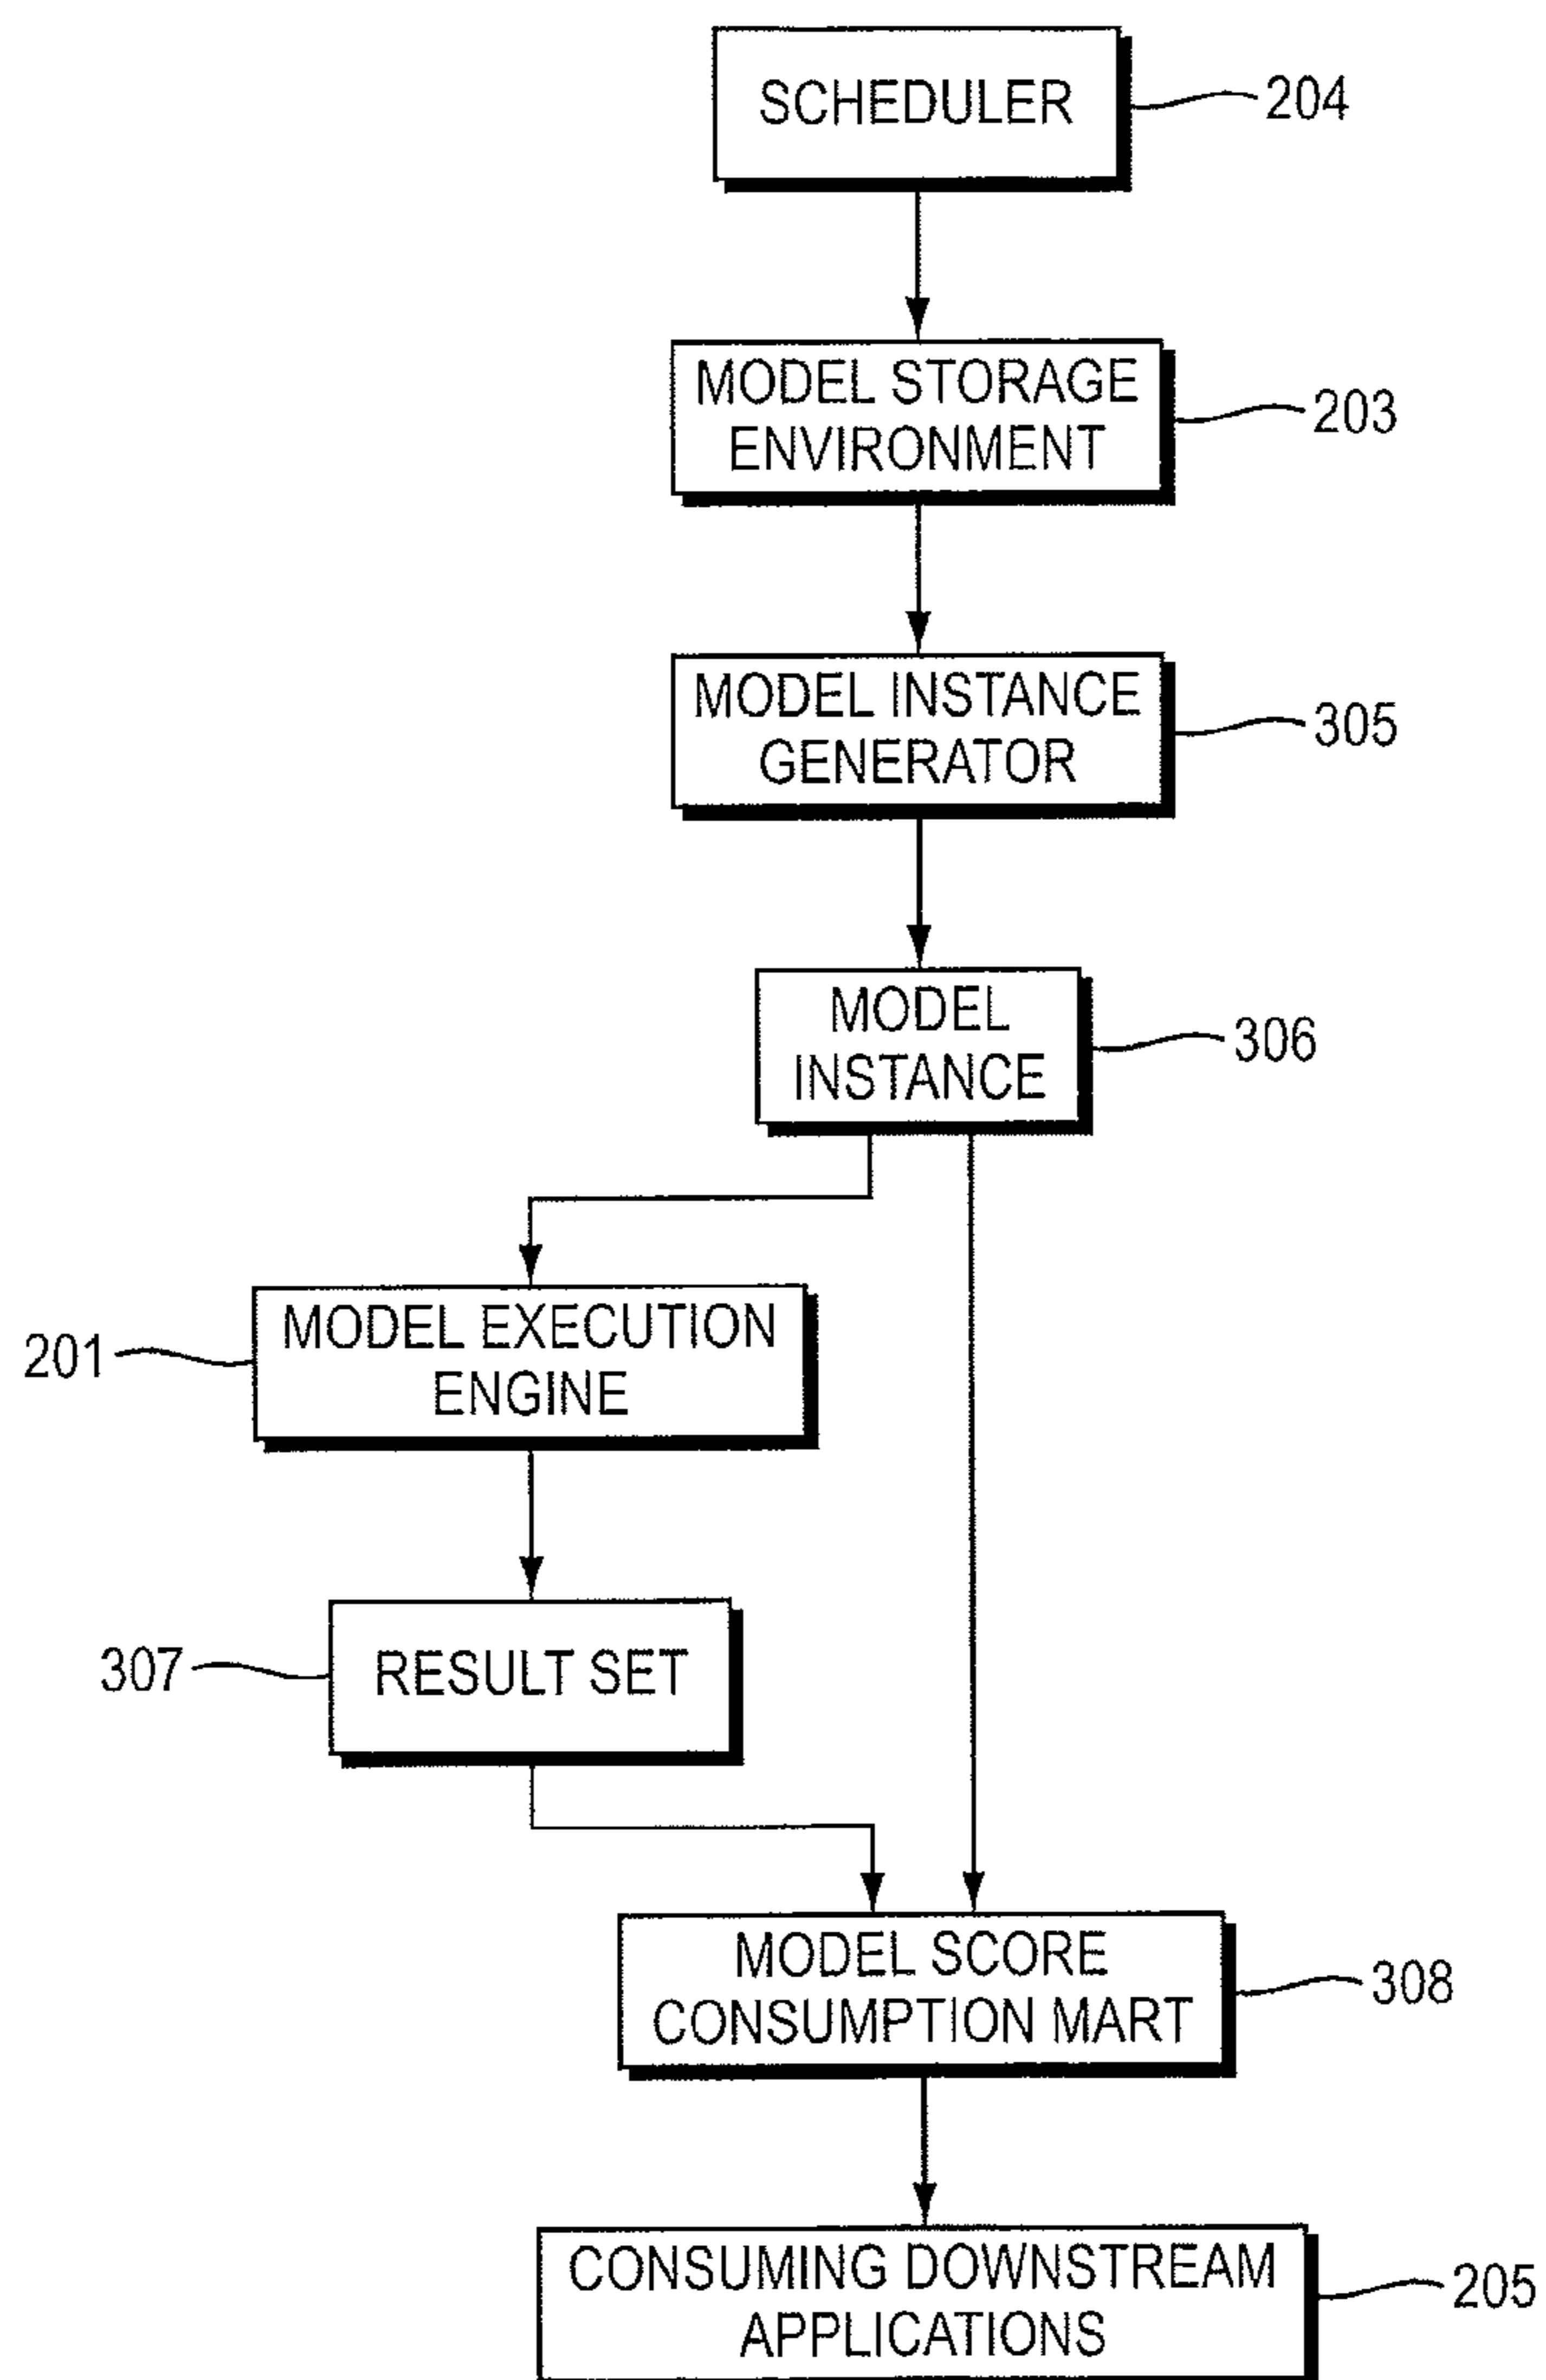 SCHEDULER
204
MODEL STORAGE
ENVIRONMENT
203
MODEL INSTANCE
GENERATOR
305
MODEL
INSTANCE
306
MODEL EXECUTION
ENGINE
201
RESULT SET
307
MODEL SCORE
CONSUMPTION MART
308
CONSUMING DOWNSTREAM
APPLICATIONS
205